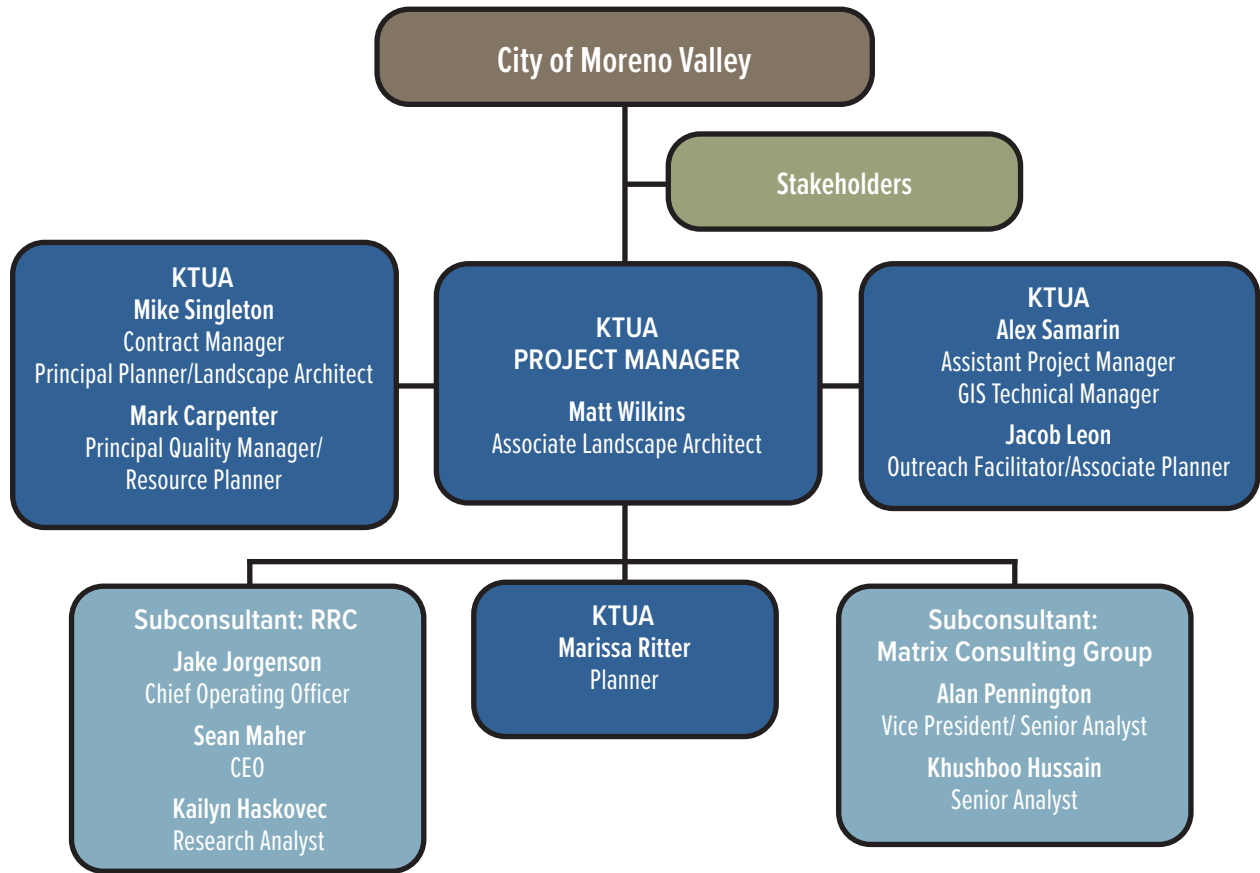 City of Moreno Valley
Stakeholders
KTUA
Mike Singleton
Contract Manager
Principal Planner/Landscape Architect
Mark Carpenter
Principal Quality Manager/
Resource Planner
KTUA
PROJECT MANAGER
Matt Wilkins
Associate Landscape Architect
KTUA
Alex Samarin
Assistant Project Manager
GIS Technical Manager
Jacob Leon
Outreach Facilitator/Associate Planner
Subconsultant: RRC
Jake Jorgenson
Chief Operating Officer
Sean Maher
CEO
Kailyn Haskovec
Research Analyst
KTUA
Marissa Ritter
Planner
Subconsultant:
Matrix Consulting Group
Alan Pennington
Vice President/ Senior Analyst
Khushboo Hussain
Senior Analyst